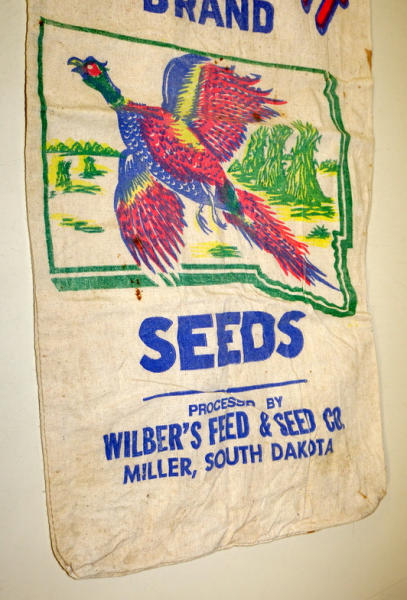 BRAND
SEEDS
PROCESSED BY
WILBER'S FEED & SEED CO.
MILLER, SOUTH DAKOTA